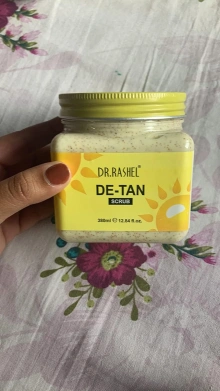 DR.RASHEL®
DE-TAN
SCRUB
380ml℮12.84 fl.oz.